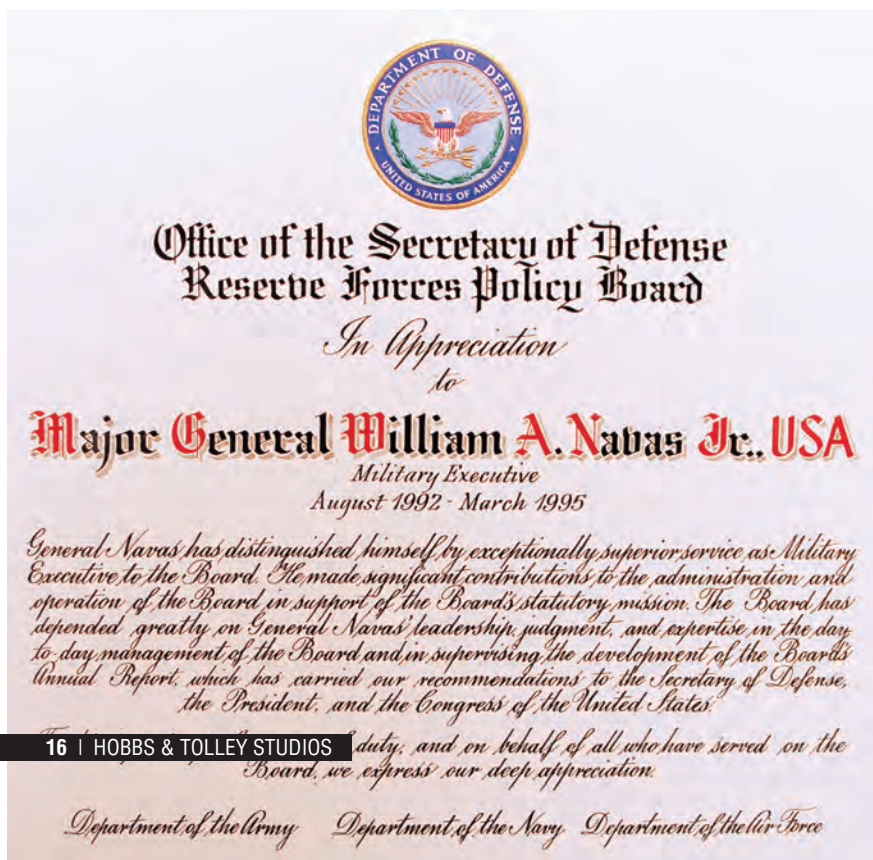 DEPARTMENT OF DEFENSE
UNITED STATES OF AMERICA
Office of the Secretary of Defense
Reserve Forces Policy Board
In Appreciation
to
Major General William A. Navas Jr., USA
Military Executive
August 1992 - March 1995
General Navas has distinguished himself by exceptionally superior service as Military
Executive to the Board. He made significant contributions to the administration and
operation of the Board in support of the Board's statutory mission. The Board has
depended greatly on General Navas' leadership, judgment, and expertise in the day-
to-day management of the Board and in supervising the development of the Board's
Annual Report, which has carried our recommendations to the Secretary of Defense,
the President, and the Congress of the United States.
duty, and on behalf of all who have served on the
16 | HOBBS & TOLLEY STUDIOS
Board, we express our deep appreciation.
Department of the Army Department of the Navy Department of the Air Force